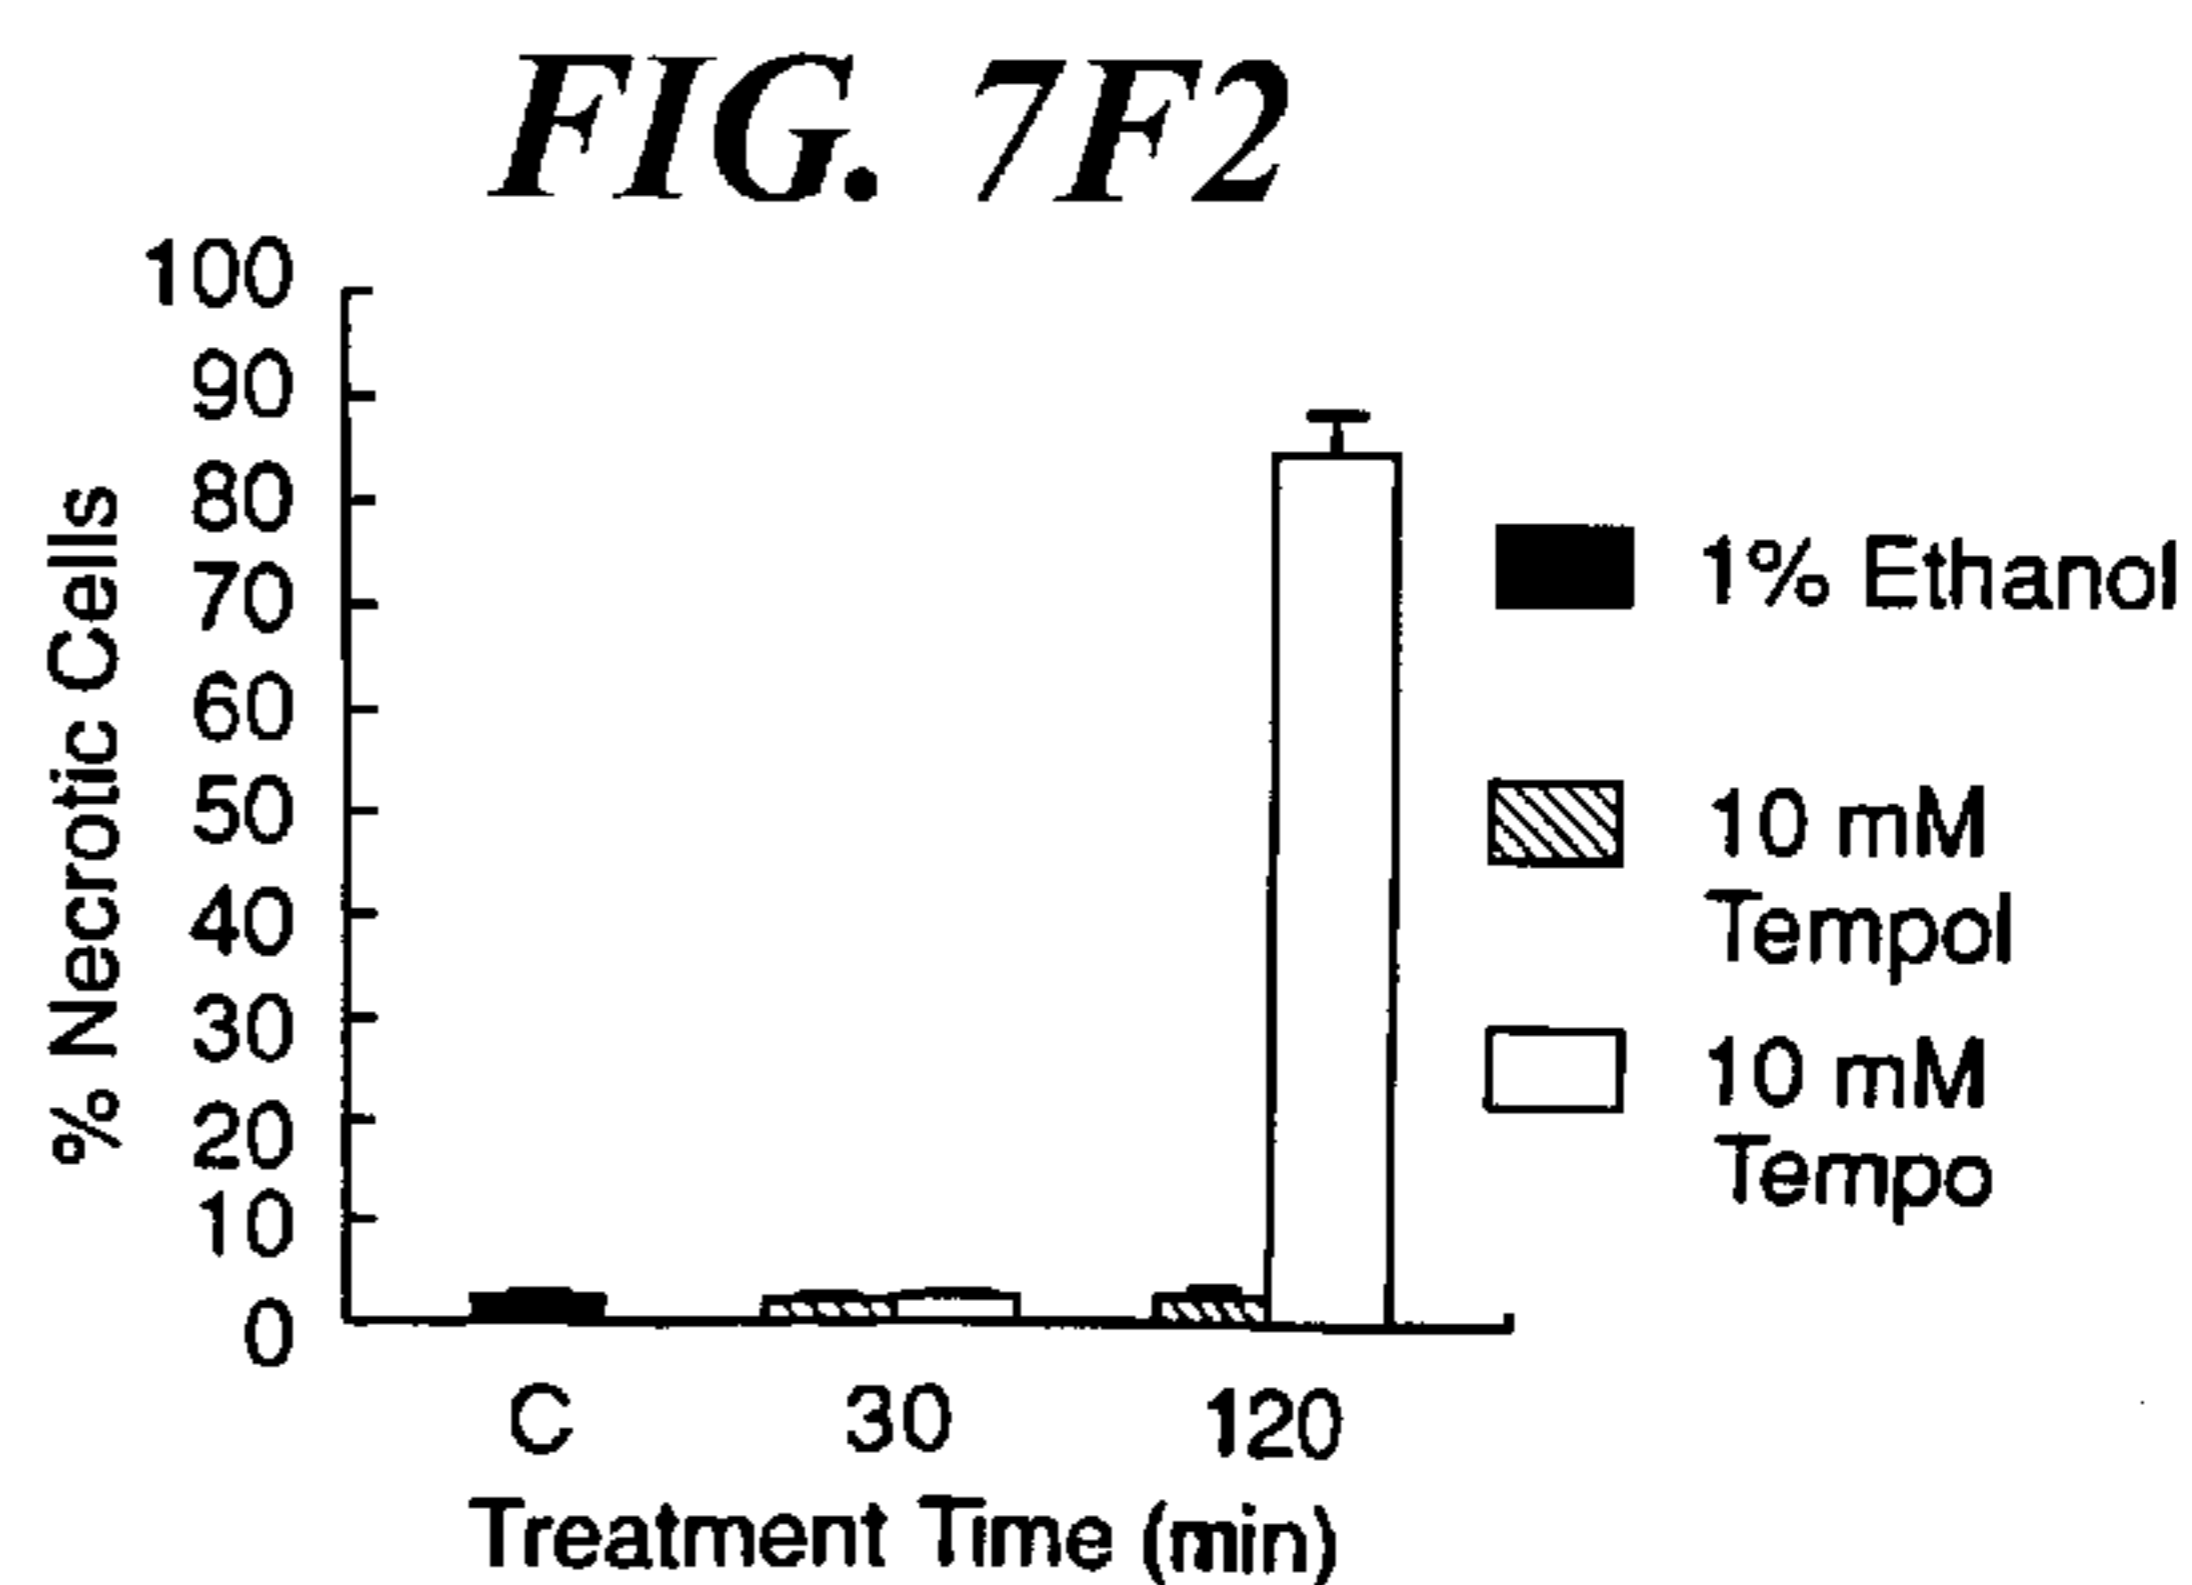 FIG. 7F2
100
90
80
70
60
50
40
30
20
10
0
% Necrotic Cells
1% Ethanol
10 mM
Tempol
10 mM
Tempo
C 30 120
Treatment Time (min)